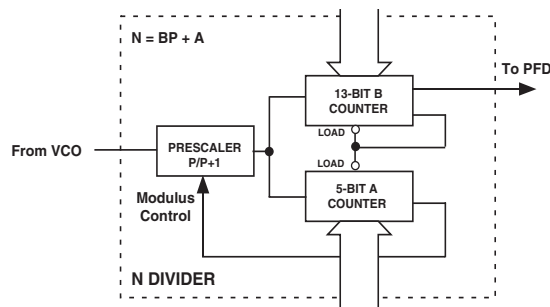 N = BP + A
To PFD
13-BIT B
COUNTER
LOAD
From VCO
PRESCALER
P/P+1
LOAD
Modulus
Control
5-BIT A
COUNTER
N DIVIDER